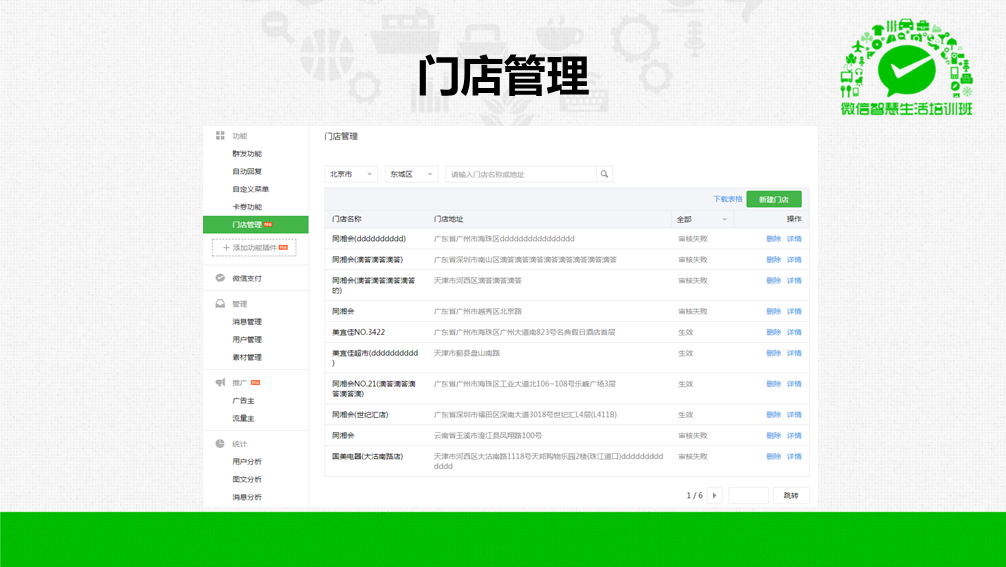 门店管理
微信智慧生活培训班
功能
群发功能
自动回复
自定义菜单
卡券功能
门店管理
+ 添加功能插件
微信支付
管理
消息管理
用户管理
素材管理
推广
广告主
流量主
统计
用户分析
图文分析
消息分析
门店管理
北京市 东城区 请输入门店名称或地址
下载表格 新建门店
门店名称 门店地址 全部 操作
同湘会(dddddddddd) 广东省广州市海珠区dddddddddddddddd 审核失败 删除 详情
同湘会(滴答滴答滴答) 广东省深圳市南山区滴答滴答滴答滴答滴答滴答滴答滴答 审核失败 删除 详情
同湘会(滴答滴答滴答滴答 天津市河西区滴答滴答滴答 审核失败 删除 详情
的)
同湘会 广东省广州市越秀区北京路 审核失败 删除 详情
美宜佳NO.3422 广东省广州市海珠区广州大道南823号名典假日酒店首层 生效 删除 详情
美宜佳超市(dddddddddd 天津市蓟县盘山南路 生效 删除 详情
)
同湘会NO.21(滴答滴答滴 广东省广州市海珠区工业大道北106~108号乐峰广场3层 生效 删除 详情
答滴答滴)
同湘会(世纪汇店) 广东省深圳市福田区深南大道3018号世纪汇L4层(L411B) 生效 删除 详情
同湘会 云南省玉溪市澄江县凤翔路100号 审核失败 删除 详情
国美电器(大沽南路店) 天津市河西区大沽南路1118号天邦购物乐园2楼(珠江道口)ddddddddd 审核失败 删除 详情
dddd
1 / 6 跳转